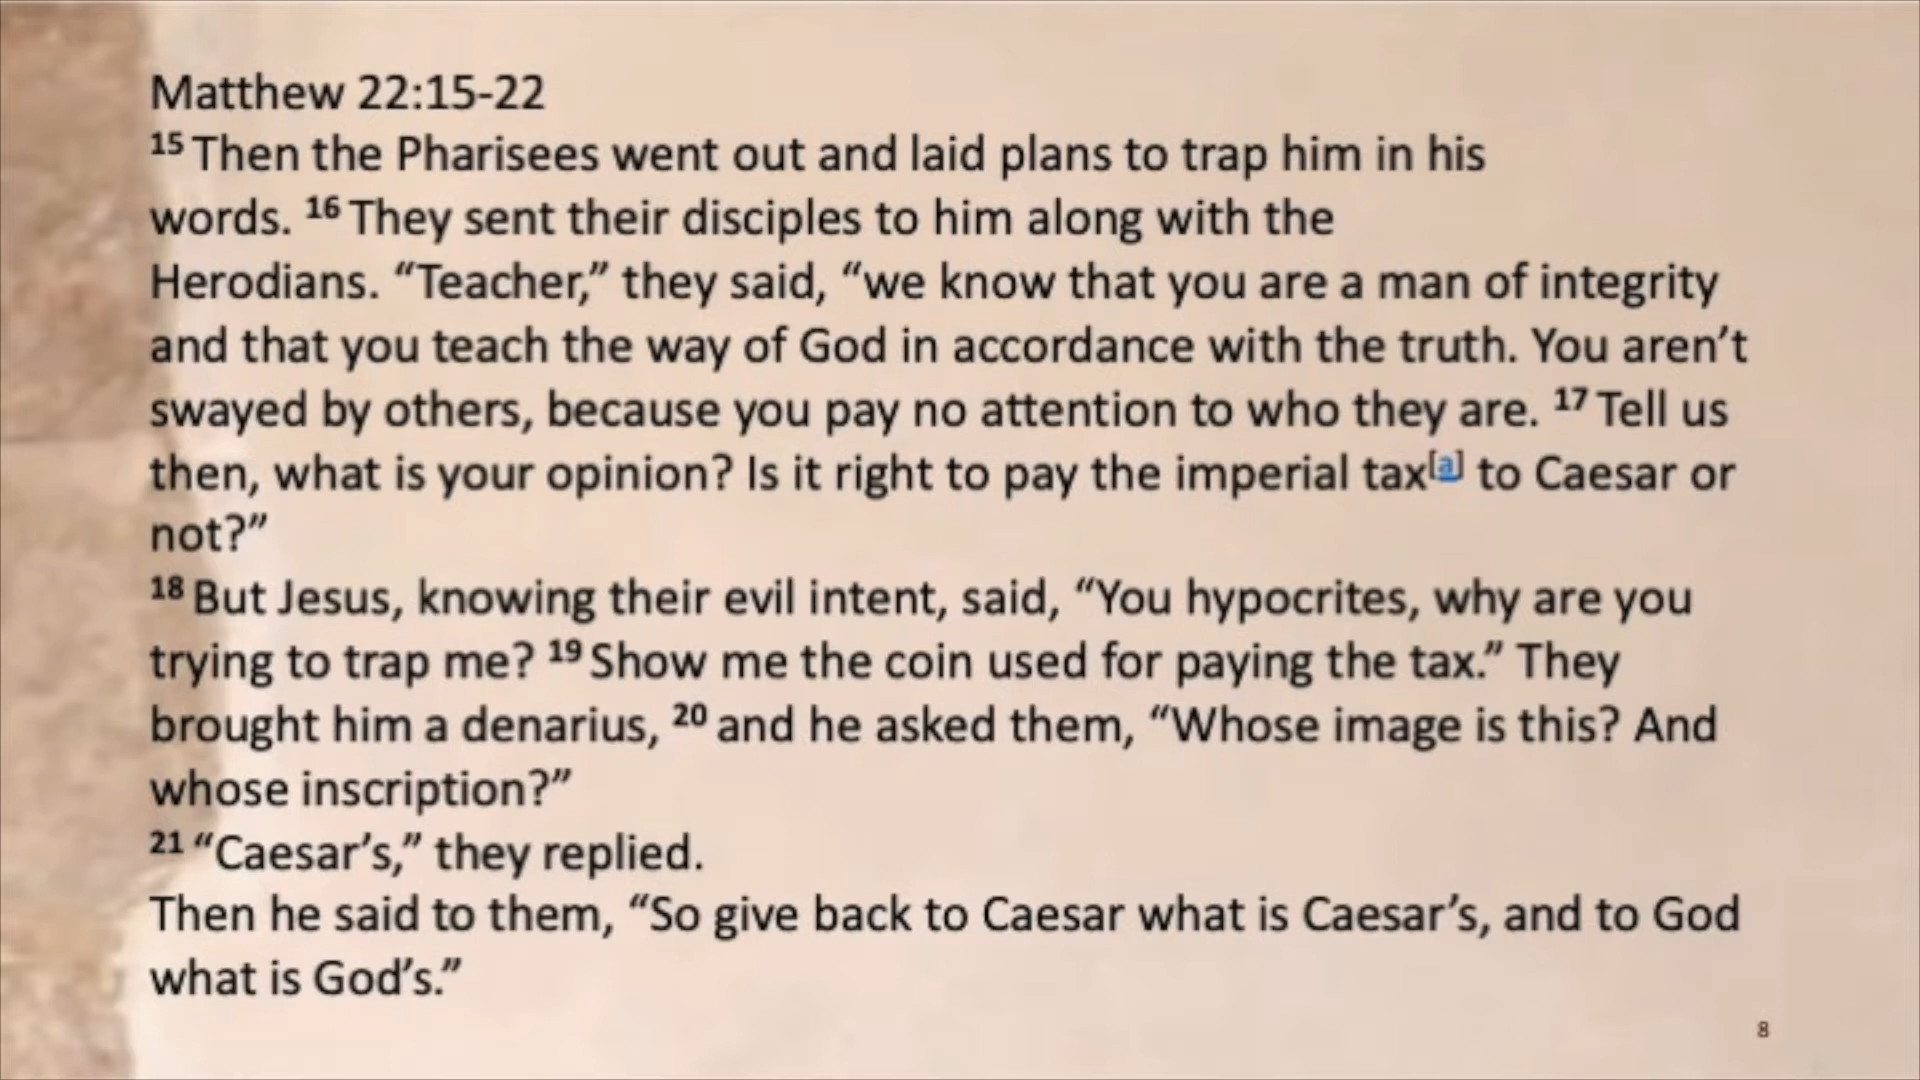 Matthew 22:15-22
15 Then the Pharisees went out and laid plans to trap him in his
words. 16 They sent their disciples to him along with the
Herodians. “Teacher,” they said, “we know that you are a man of integrity
and that you teach the way of God in accordance with the truth. You aren’t
swayed by others, because you pay no attention to who they are. 17 Tell us
then, what is your opinion? Is it right to pay the imperial tax[a] to Caesar or
not?”
18 But Jesus, knowing their evil intent, said, “You hypocrites, why are you
trying to trap me? 19 Show me the coin used for paying the tax.” They
brought him a denarius, 20 and he asked them, “Whose image is this? And
whose inscription?”
21 “Caesar’s,” they replied.
Then he said to them, “So give back to Caesar what is Caesar’s, and to God
what is God’s.”
8